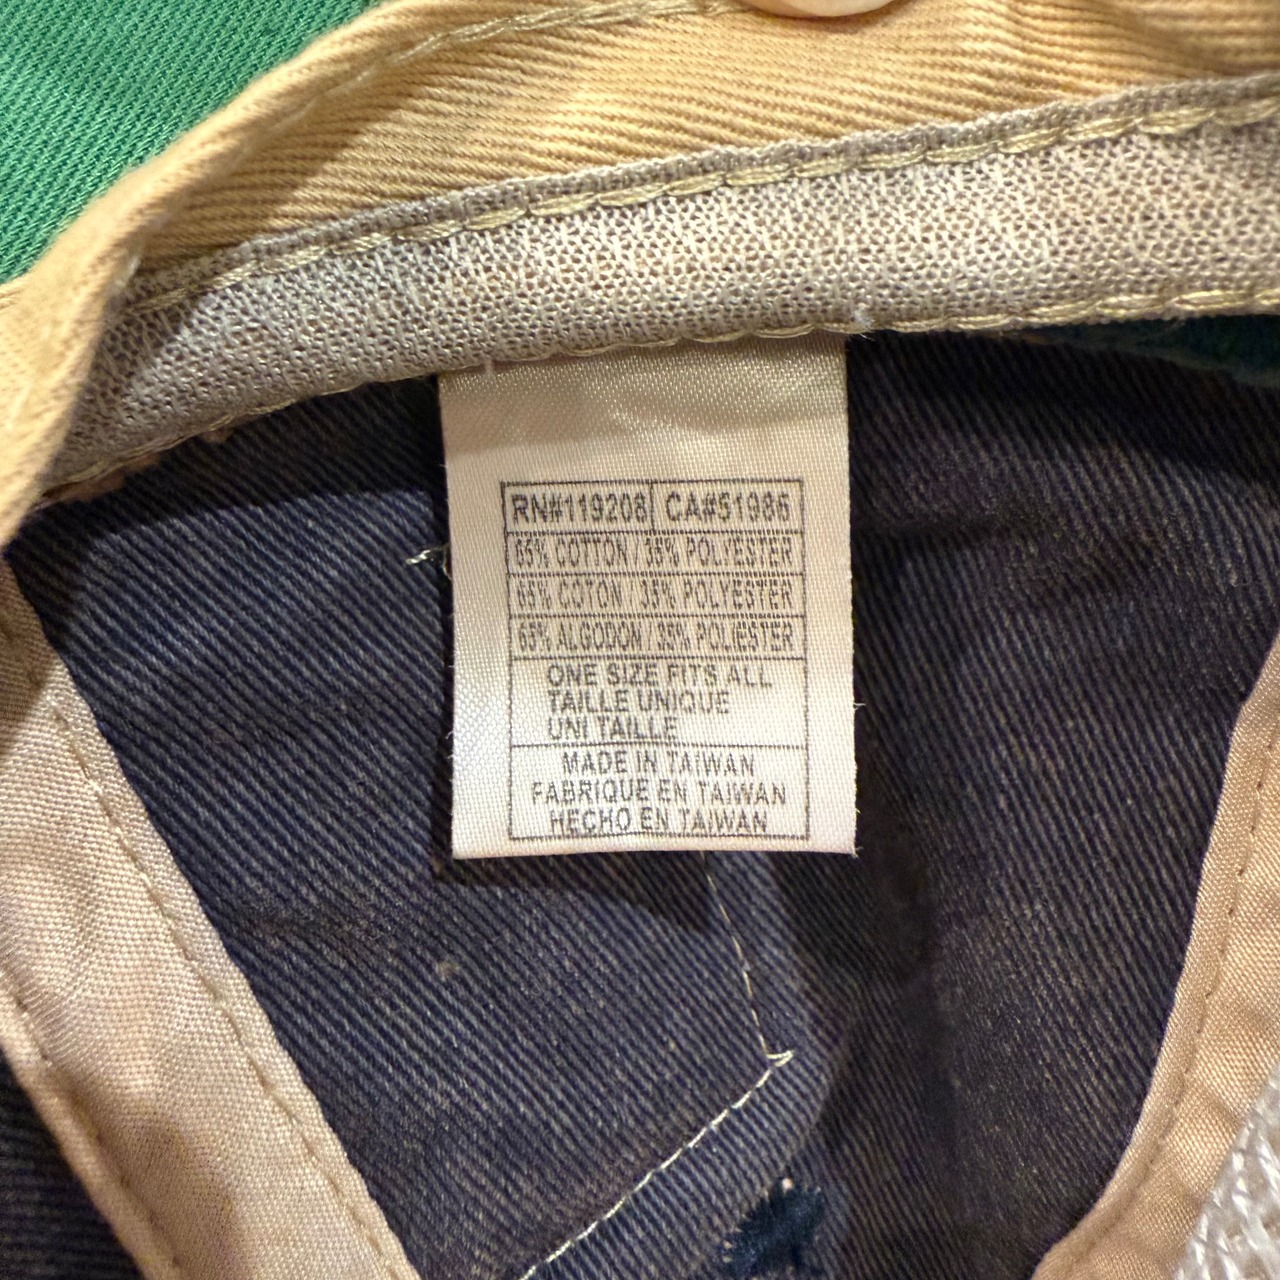 RN#119208 CA#51986
65% COTTON / 35% POLYESTER
65% COTON / 35% POLYESTER
65% ALGODON / 35% POLIESTER
ONE SIZE FITS ALL
TAILLE UNIQUE
UNI TAILLE
MADE IN TAIWAN
FABRIQUE EN TAIWAN
HECHO EN TAIWAN